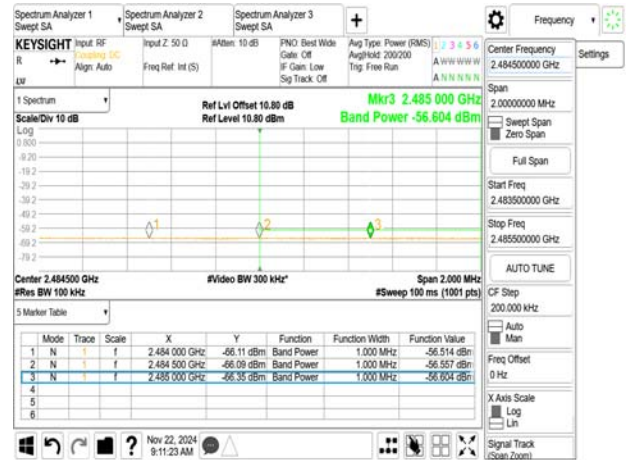 Spectrum Analyzer 1
Swept SA
Spectrum Analyzer 2
Swept SA
Spectrum Analyzer 3
Swept SA
+
Frequency
KEYSIGHT
R
Input: RF
Coupling: DC
Align: Auto
Input Z: 50 Ω
Freq Ref: Int (S)
#Atten: 10 dB
PNO: Best Wide
Gate: Off
IF Gain: Low
Sig Track: Off
Avg Type: Power (RMS)
Avg|Hold: 200/200
Trig: Free Run
1 2 3 4 5 6
A W W W W W
A N N N N N
Center Frequency
2.484500000 GHz
Settings
Span
2.00000000 MHz
Swept Span
Zero Span
Full Span
Start Freq
2.483500000 GHz
Stop Freq
2.485500000 GHz
AUTO TUNE
CF Step
200.000 kHz
Auto
Man
Freq Offset
0 Hz
X Axis Scale
Log
Lin
Signal Track
(Span Zoom)
1 Spectrum
Scale/Div 10 dB
Ref Lvl Offset 10.80 dB
Ref Level 10.80 dBm
Mkr3 2.485 000 GHz
Band Power -56.604 dBm
Log
0.800
-9.20
-19.2
-29.2
-39.2
-49.2
-59.2
-69.2
-79.2
1
2
3
Center 2.484500 GHz
#Res BW 100 kHz
#Video BW 300 kHz*
Span 2.000 MHz
#Sweep 100 ms (1001 pts)
5 Marker Table
Mode Trace Scale X Y Function Function Width Function Value
1 N 1 f 2.484 000 GHz -66.11 dBm Band Power 1.000 MHz -56.514 dBm
2 N 1 f 2.484 500 GHz -66.09 dBm Band Power 1.000 MHz -56.557 dBm
3 N 1 f 2.485 000 GHz -66.35 dBm Band Power 1.000 MHz -56.604 dBm
4
5
6
?
Nov 22, 2024
9:11:23 AM